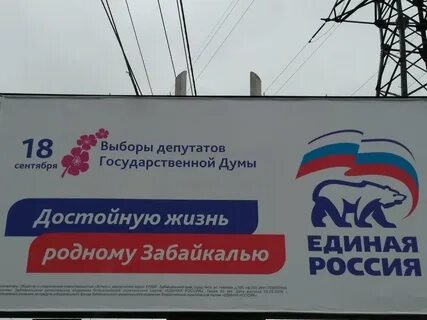 18
сентября
Выборы депутатов
Государственной Думы
Достойную жизнь
родному Забайкалью
ЕДИНАЯ
РОССИЯ